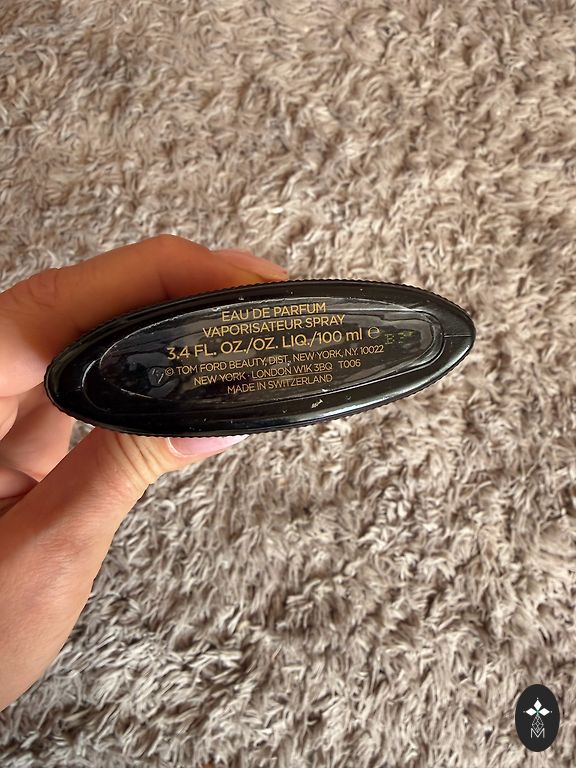 EAU DE PARFUM
VAPORISATEUR SPRAY
3.4 FL. OZ./OZ. LIQ./100 ml ℮
© TOM FORD BEAUTY, DIST. NEW YORK, N.Y. 10022
NEW YORK · LONDON W1K 3BQ T006
MADE IN SWITZERLAND
M